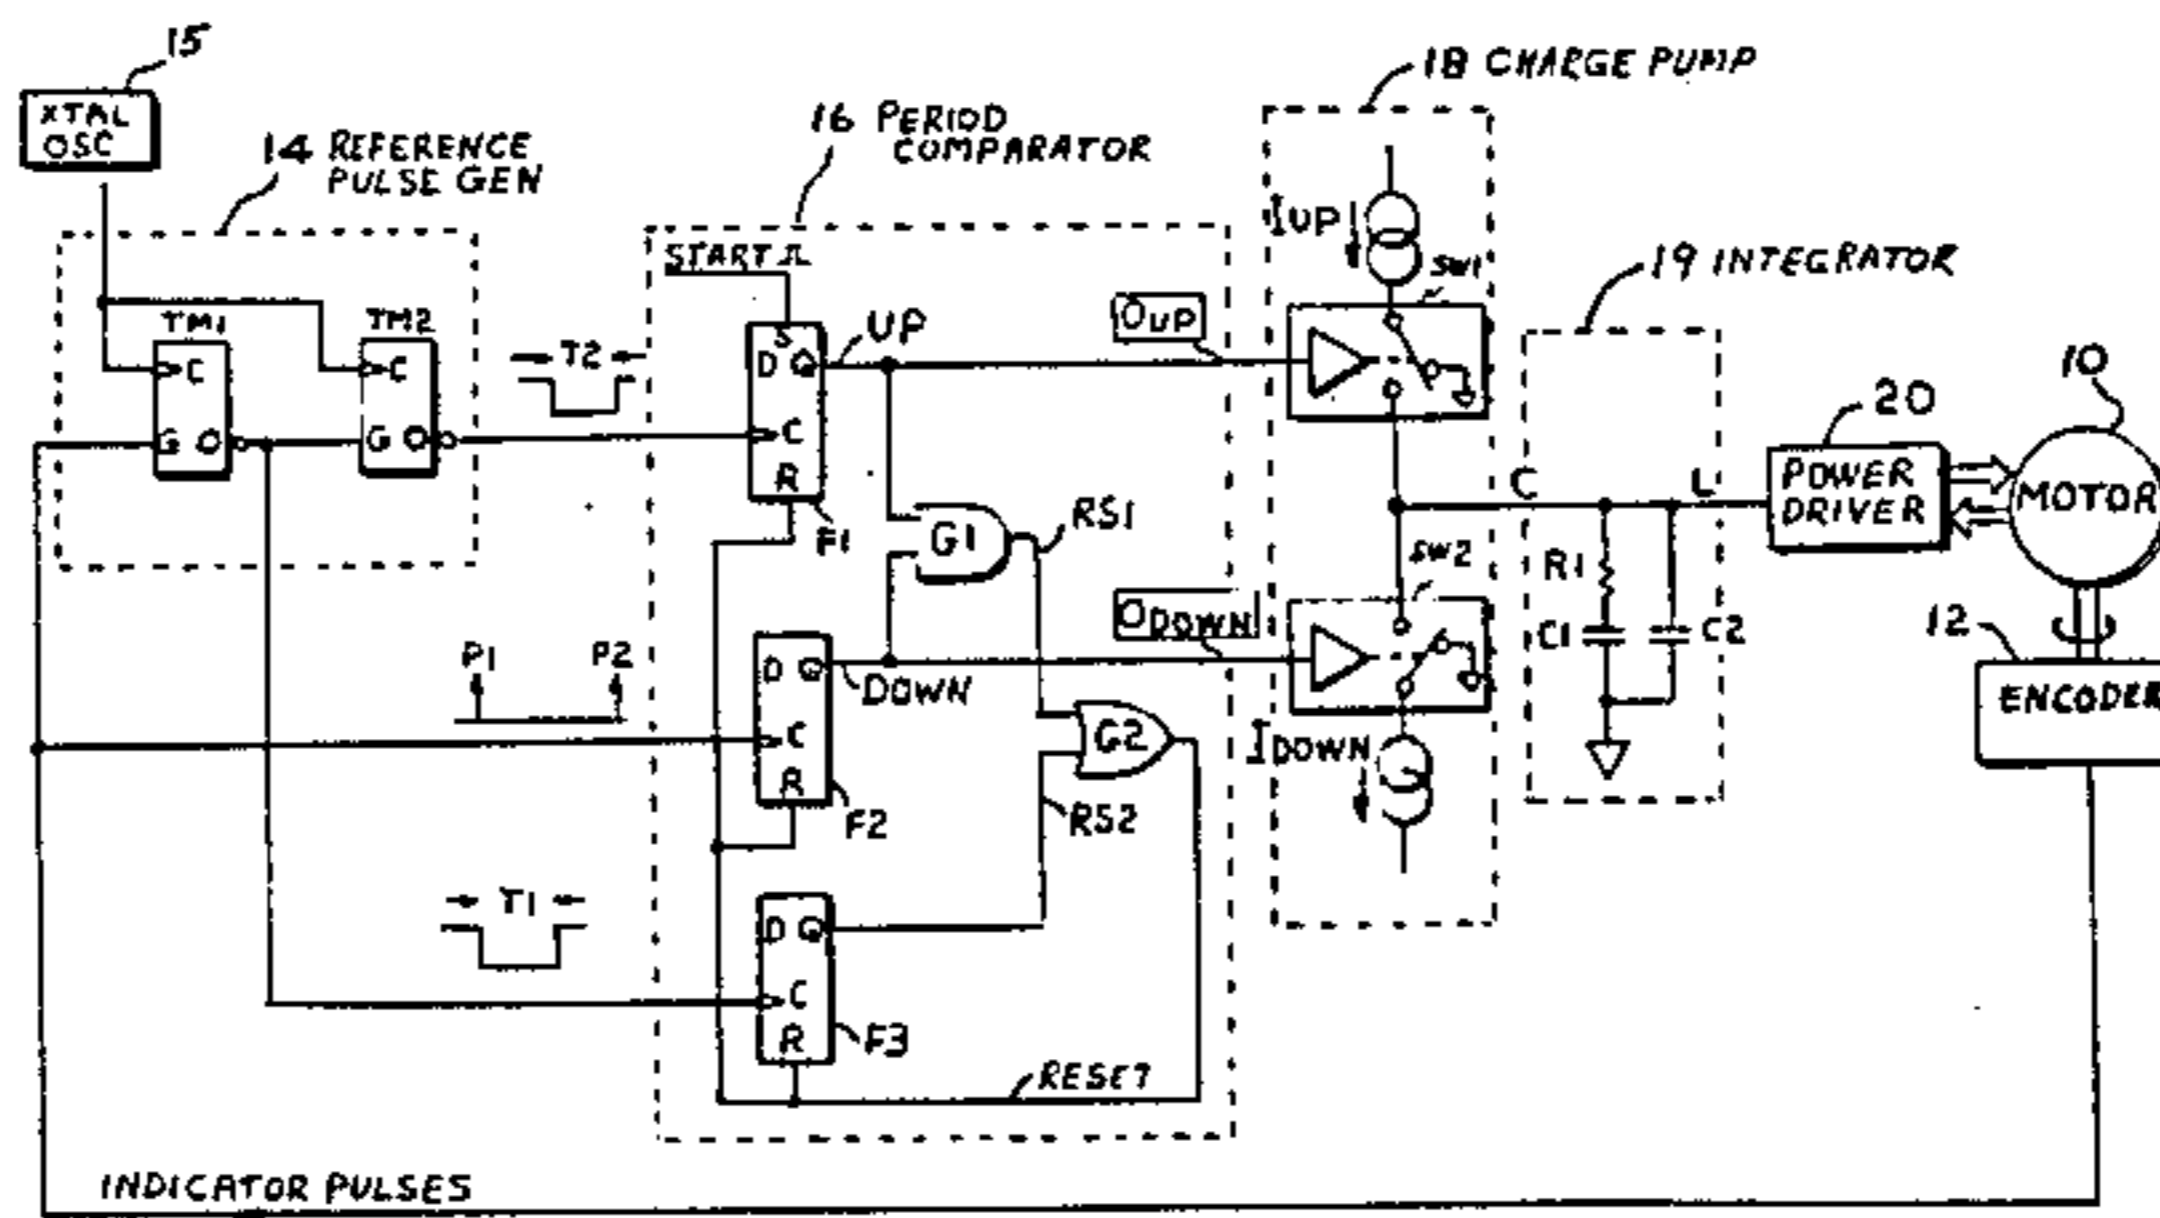 15
XTAL
OSC
14 REFERENCE
PULSE GEN
16 PERIOD
COMPARATOR
18 CHARGE PUMP
19 INTEGRATOR
START
TM1
TM2
C
C
G O
G O
T2
S
D Q
C
R
F1
UP
OUP
IUP
SW1
G1
RS1
C
L
R1
C1
C2
20
POWER
DRIVER
10
MOTOR
12
ENCODER
P1
P2
D Q
C
R
F2
DOWN
ODOWN
SW2
IDOWN
G2
RS2
T1
D Q
C
R
F3
RESET
INDICATOR PULSES